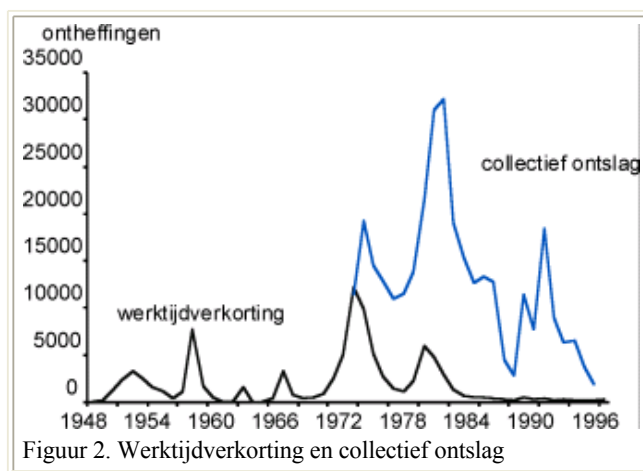 ontheffingen
35000
30000
25000
20000
collectief ontslag
15000
10000
werktijdverkorting
5000
0
1948 1954 1960 1966 1972 1978 1984 1990 1996
Figuur 2. Werktijdverkorting en collectief ontslag